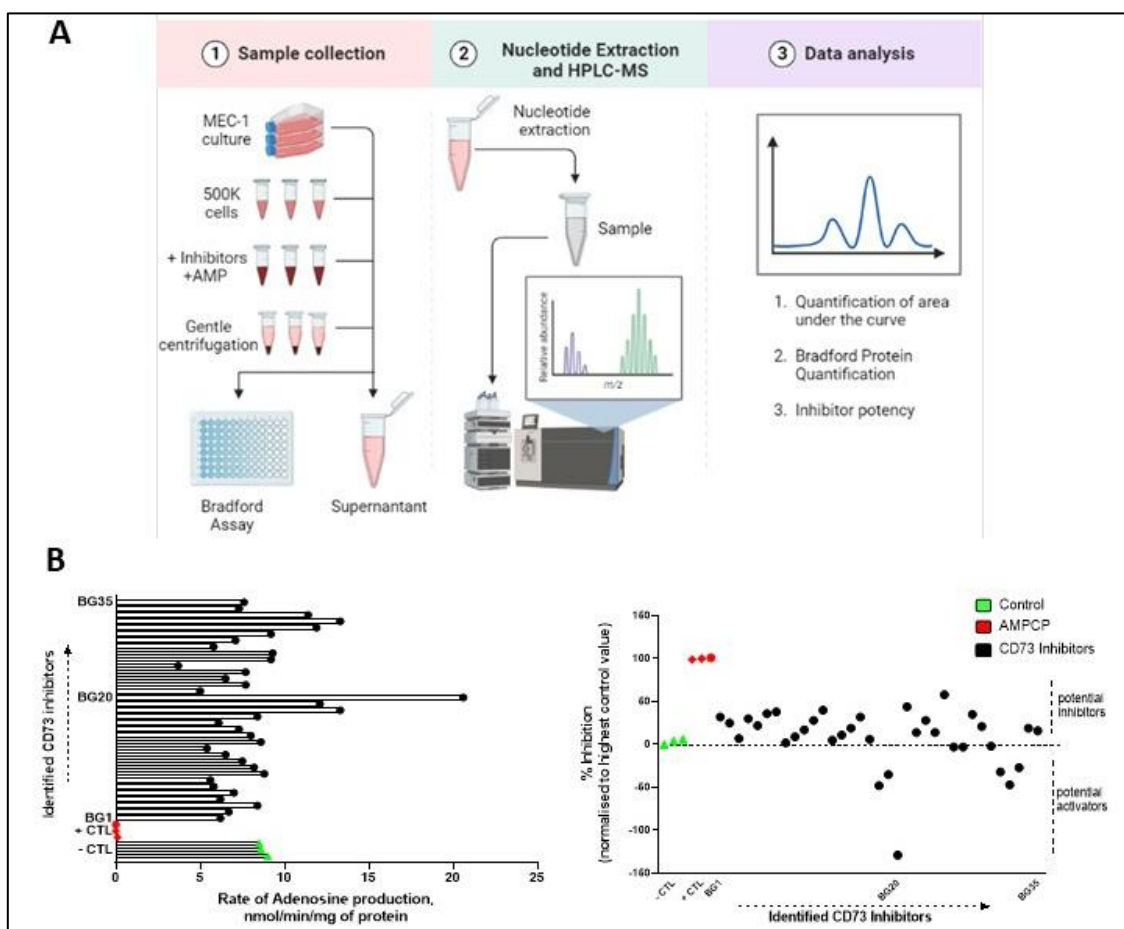 A
1 Sample collection
2 Nucleotide Extraction
and HPLC-MS
3 Data analysis
MEC-1
culture
500K
cells
+ Inhibitors
+AMP
Gentle
centrifugation
Bradford
Assay
Supernantant
Nucleotide
extraction
Sample
Relative abundance
m/z
1. Quantification of area
under the curve
2. Bradford Protein
Quantification
3. Inhibitor potency
B
BG35
BG20
BG1
+ CTL
- CTL
Identified CD73 inhibitors
0 5 10 15 20 25
Rate of Adenosine production,
nmol/min/mg of protein
Control
AMPCP
CD73 Inhibitors
160
100
60
0
-60
-100
-160
% Inhibition
(normalised to highest control value)
potential
inhibitors
potential
activators
- CTL
+ CTL
BG1
BG20
BG35
Identified CD73 Inhibitors